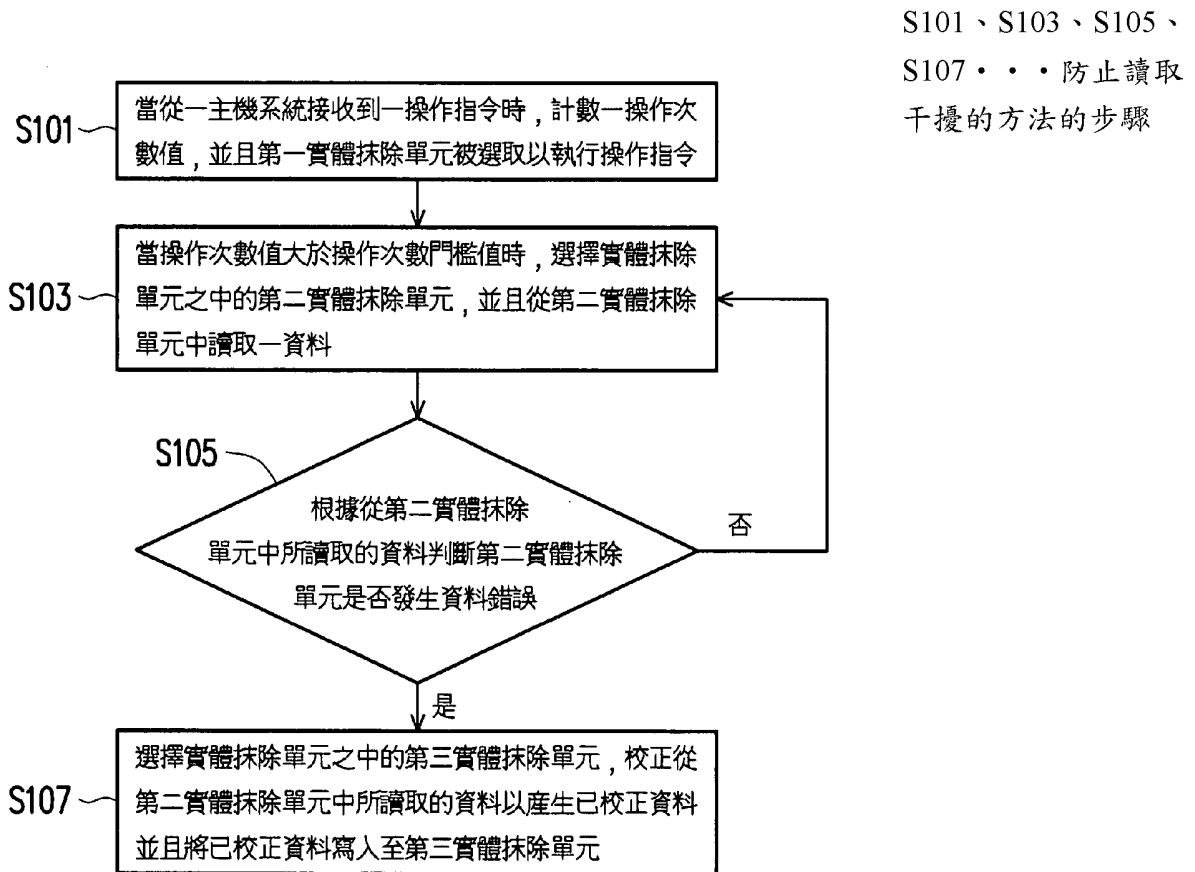 S101、S103、S105、
S107・・・防止讀取
干擾的方法的步驟
S101
當從一主機系統接收到一操作指令時，計數一操作次
數值，並且第一實體抹除單元被選取以執行操作指令
S103
當操作次數值大於操作次數門檻值時，選擇實體抹除
單元之中的第二實體抹除單元，並且從第二實體抹除
單元中讀取一資料
S105
根據從第二實體抹除
單元中所讀取的資料判斷第二實體抹除
單元是否發生資料錯誤
否
是
S107
選擇實體抹除單元之中的第三實體抹除單元，校正從
第二實體抹除單元中所讀取的資料以產生已校正資料
並且將已校正資料寫入至第三實體抹除單元